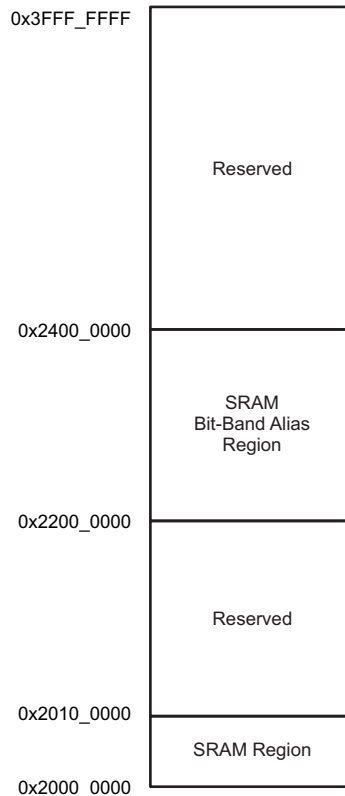 0x3FFF_FFFF
Reserved
0x2400_0000
SRAM
Bit-Band Alias
Region
0x2200_0000
Reserved
0x2010_0000
SRAM Region
0x2000_0000